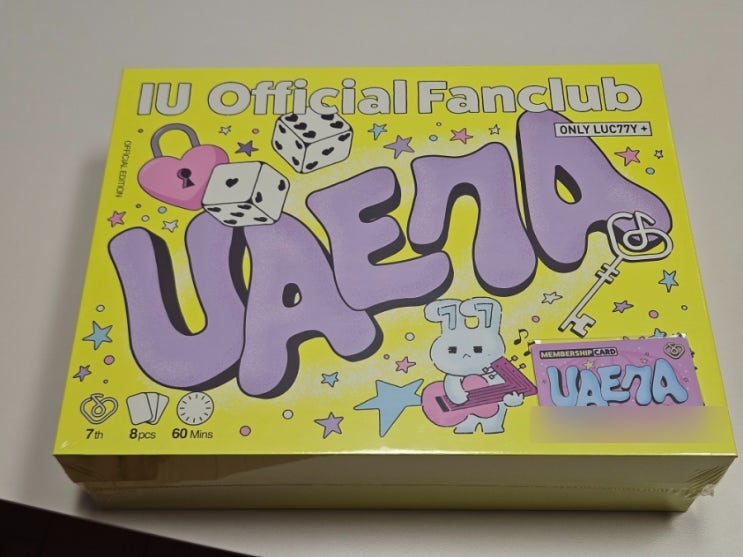 IU Official Fanclub
ONLY LUC77Y +
OFFICIAL EDITION
UAEnA
MEMBERSHIP CARD
UAEnA
7th
8pcs
60 Mins